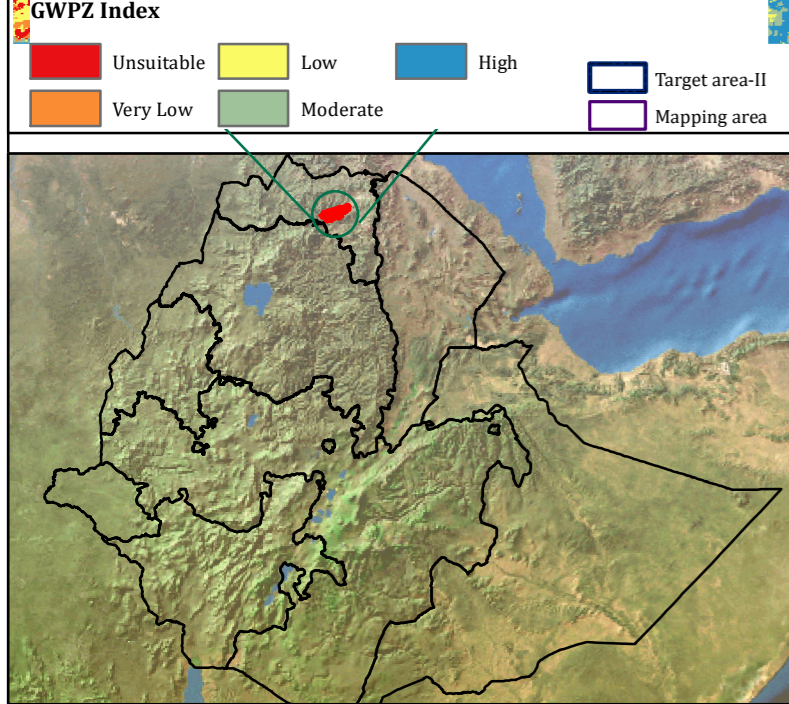 GWPZ Index
Unsuitable Low High Target area-II
Very Low Moderate Mapping area